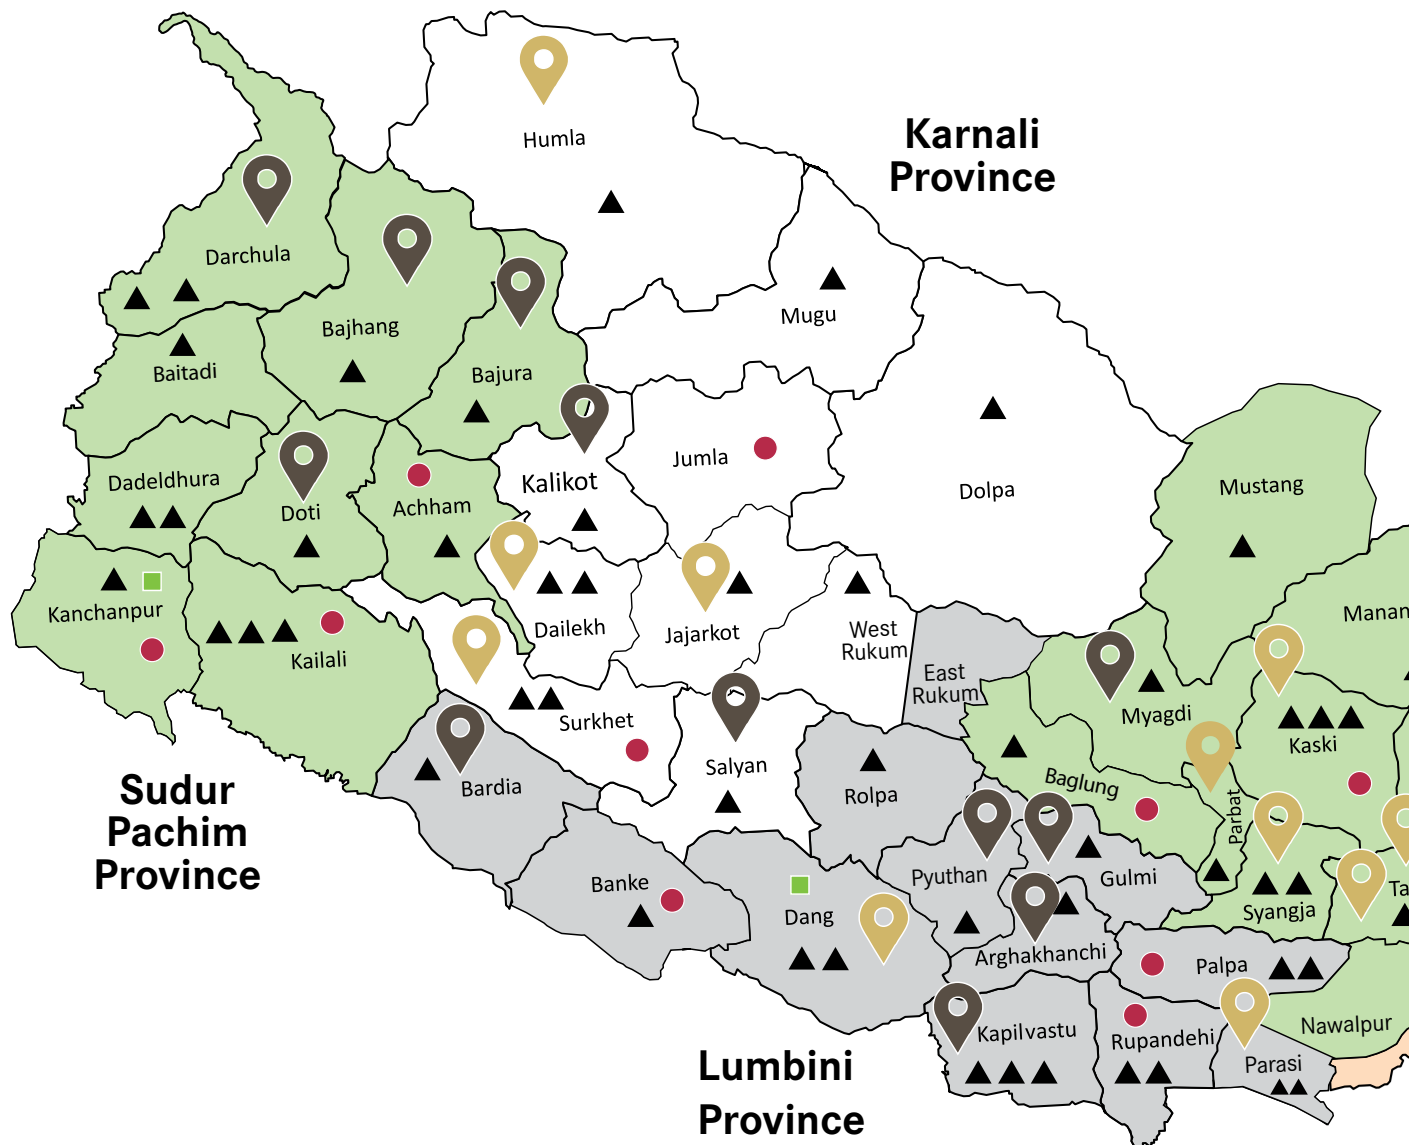 Karnali
Province
Humla
Darchula
Mugu
Bajhang
Baitadi
Bajura
Jumla
Kalikot
Dadeldhura
Dolpa
Mustang
Doti
Achham
Kanchanpur
Manan
Dailekh
Jajarkot
West
Rukum
Kailali
East
Rukum
Myagdi
Surkhet
Kaski
Salyan
Bardia
Baglung
Rolpa
Parbat
Sudur
Pachim
Province
Banke
Pyuthan
Gulmi
Ta
Dang
Syangja
Arghakhanchi
Palpa
Kapilvastu
Rupandehi
Nawalpur
Parasi
Lumbini
Province